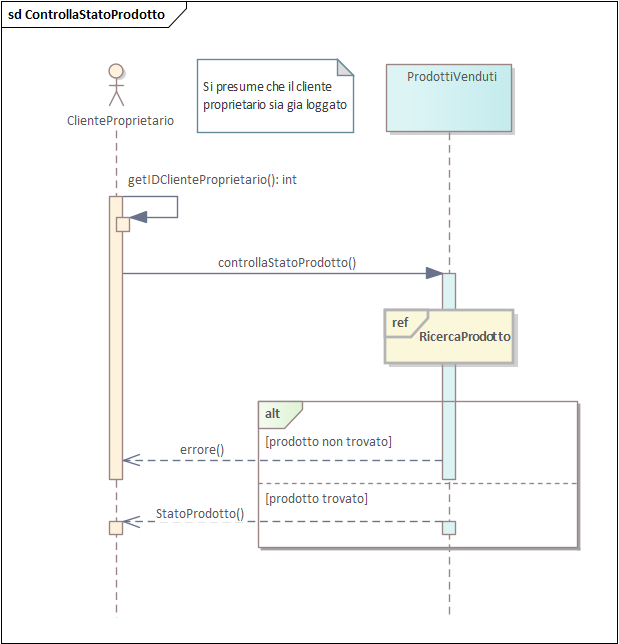 sd ControllaStatoProdotto
ClienteProprietario
Si presume che il cliente
proprietario sia gia loggato
ProdottiVenduti
getIDClienteProprietario(): int
controllaStatoProdotto()
ref
RicercaProdotto
alt
[prodotto non trovato]
errore()
[prodotto trovato]
StatoProdotto()